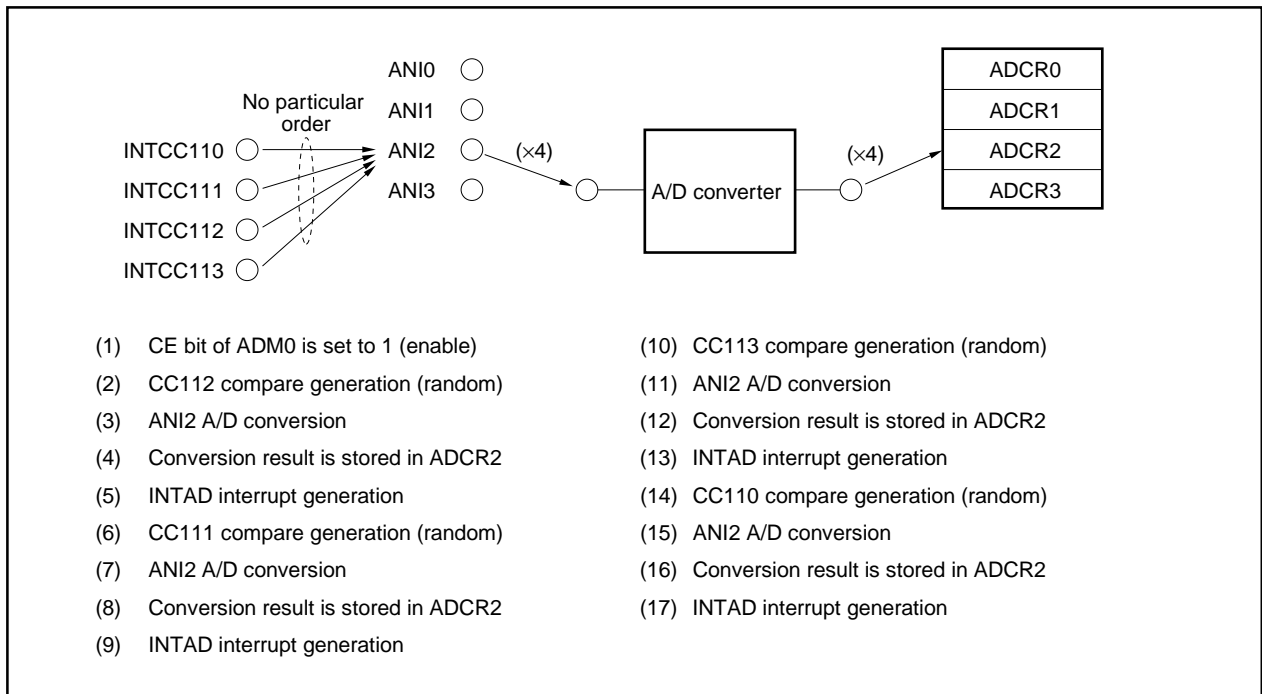 ANI0
ANI1
ANI2
ANI3
No particular
order
INTCC110
INTCC111
INTCC112
INTCC113
(×4)
A/D converter
(×4)
ADCR0
ADCR1
ADCR2
ADCR3
(1) CE bit of ADM0 is set to 1 (enable)
(2) CC112 compare generation (random)
(3) ANI2 A/D conversion
(4) Conversion result is stored in ADCR2
(5) INTAD interrupt generation
(6) CC111 compare generation (random)
(7) ANI2 A/D conversion
(8) Conversion result is stored in ADCR2
(9) INTAD interrupt generation
(10) CC113 compare generation (random)
(11) ANI2 A/D conversion
(12) Conversion result is stored in ADCR2
(13) INTAD interrupt generation
(14) CC110 compare generation (random)
(15) ANI2 A/D conversion
(16) Conversion result is stored in ADCR2
(17) INTAD interrupt generation